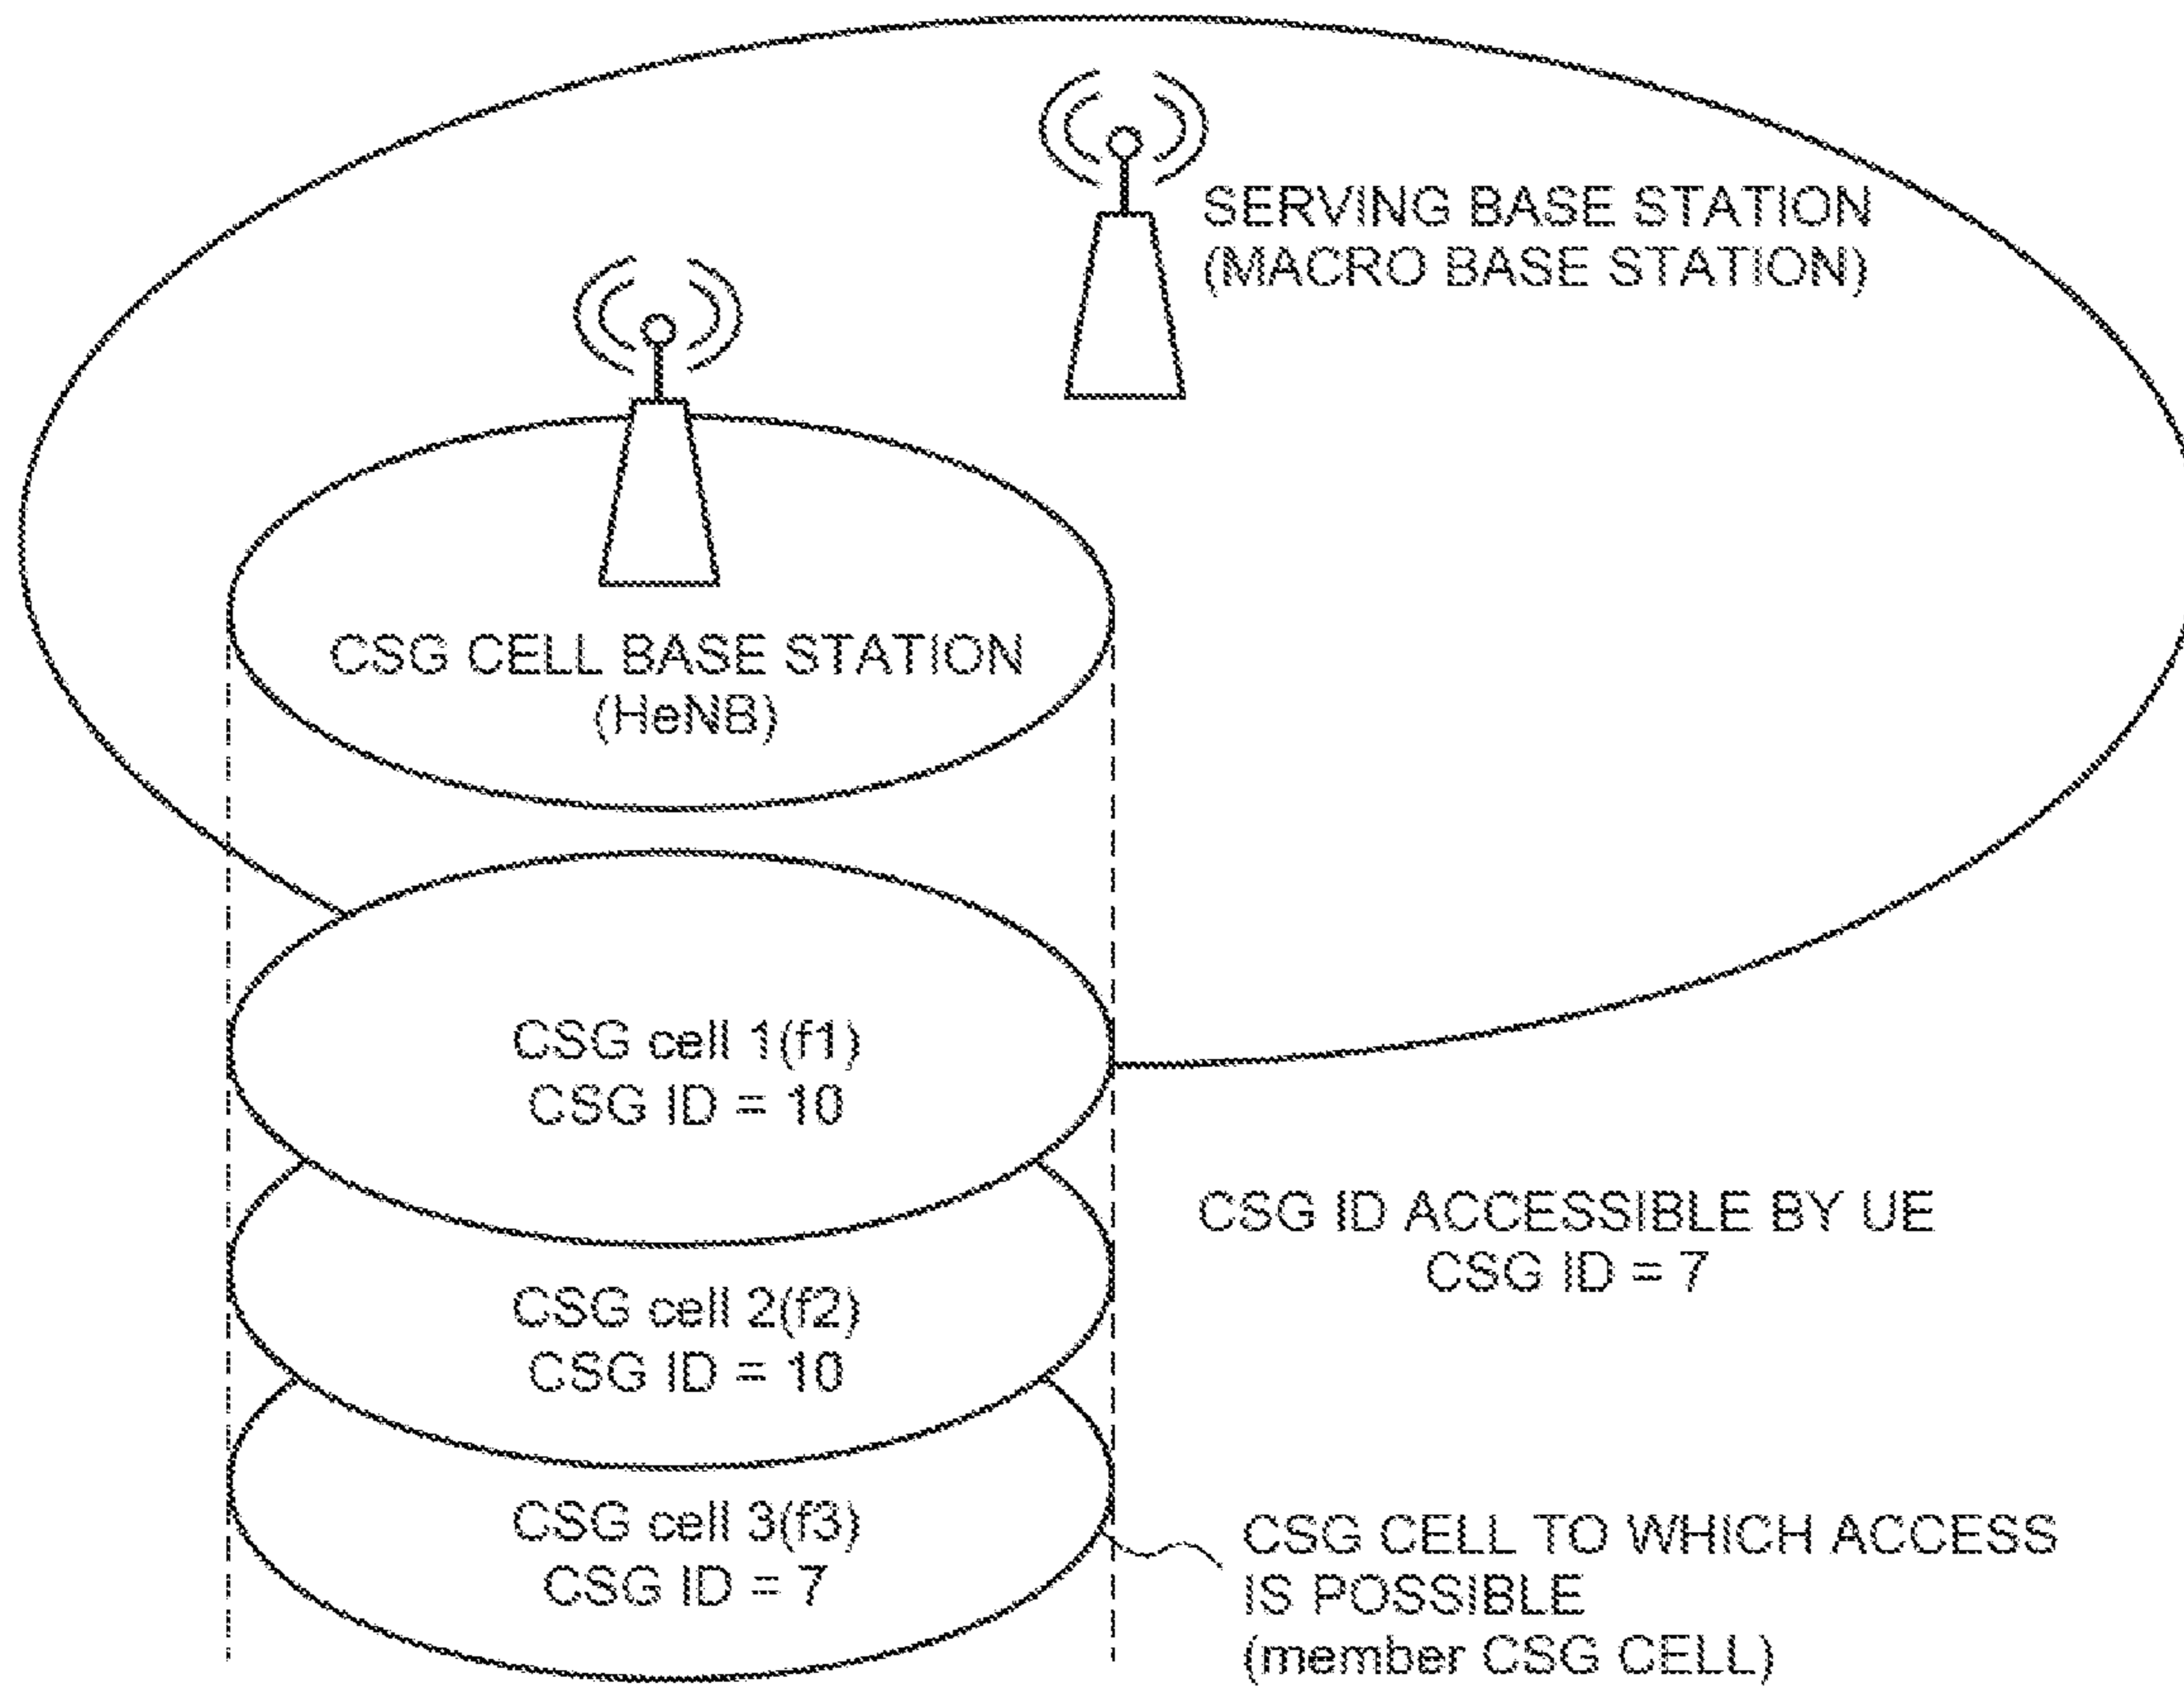 SERVING BASE STATION
(MACRO BASE STATION)
CSG CELL BASE STATION
(HeNB)
CSG cell 1(f1)
CSG ID = 10
CSG ID ACCESSIBLE BY UE
CSG ID = 7
CSG cell 2(f2)
CSG ID = 10
CSG cell 3(f3)
CSG ID = 7
CSG CELL TO WHICH ACCESS
IS POSSIBLE
(member CSG CELL)